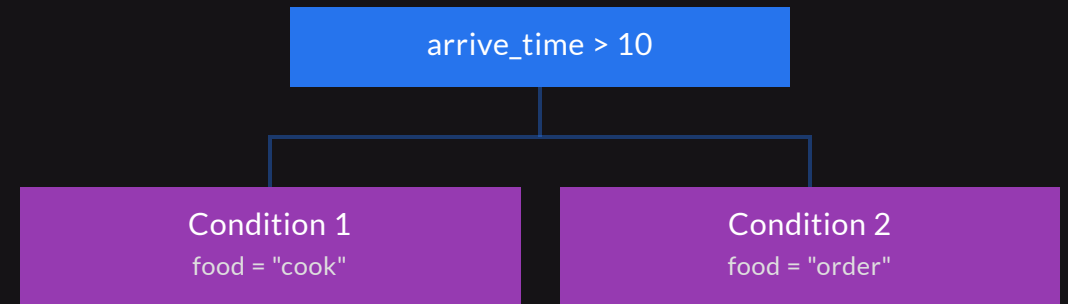 arrive_time > 10
Condition 1
food = "cook"
Condition 2
food = "order"